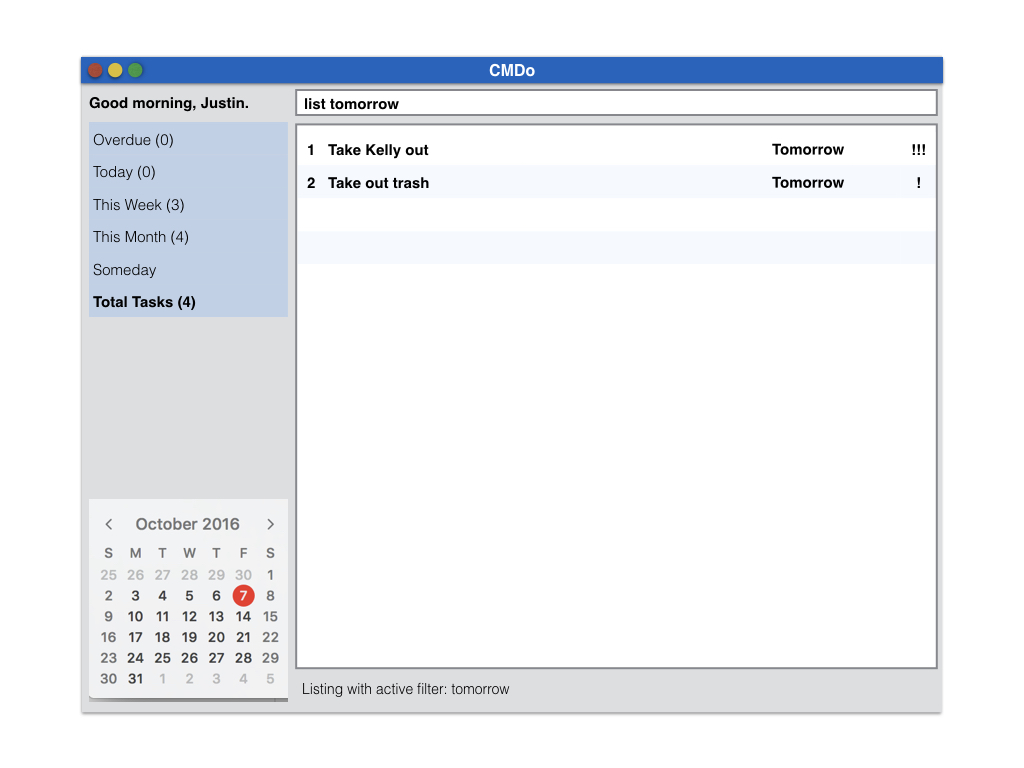 CMDo
Good morning, Justin.
list tomorrow
Overdue (0)
Today (0)
This Week (3)
This Month (4)
Someday
Total Tasks (4)
1 Take Kelly out Tomorrow !!!
2 Take out trash Tomorrow !
< October 2016 >
S M T W T F S
25 26 27 28 29 30 1
2 3 4 5 6 7 8
9 10 11 12 13 14 15
16 17 18 19 20 21 22
23 24 25 26 27 28 29
30 31 1 2 3 4 5
Listing with active filter: tomorrow